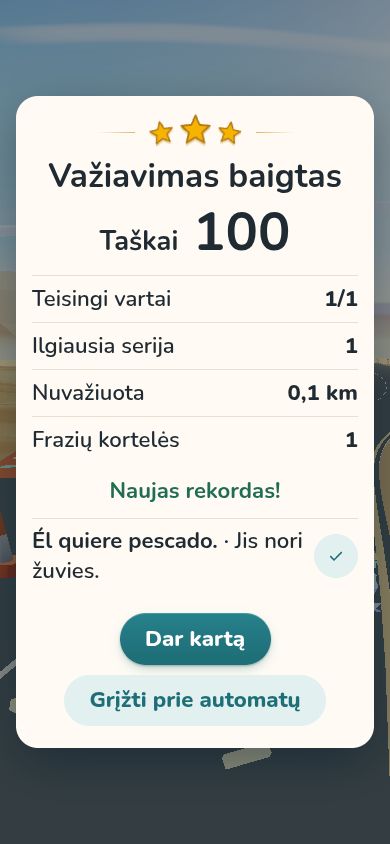 Važiavimas baigtas
Taškai 100
Teisingi vartai 1/1
Ilgiausia serija 1
Nuvažiuota 0,1 km
Frazių kortelės 1
Naujas rekordas!
Él quiere pescado. · Jis nori
žuvies.
Dar kartą
Grįžti prie automatų